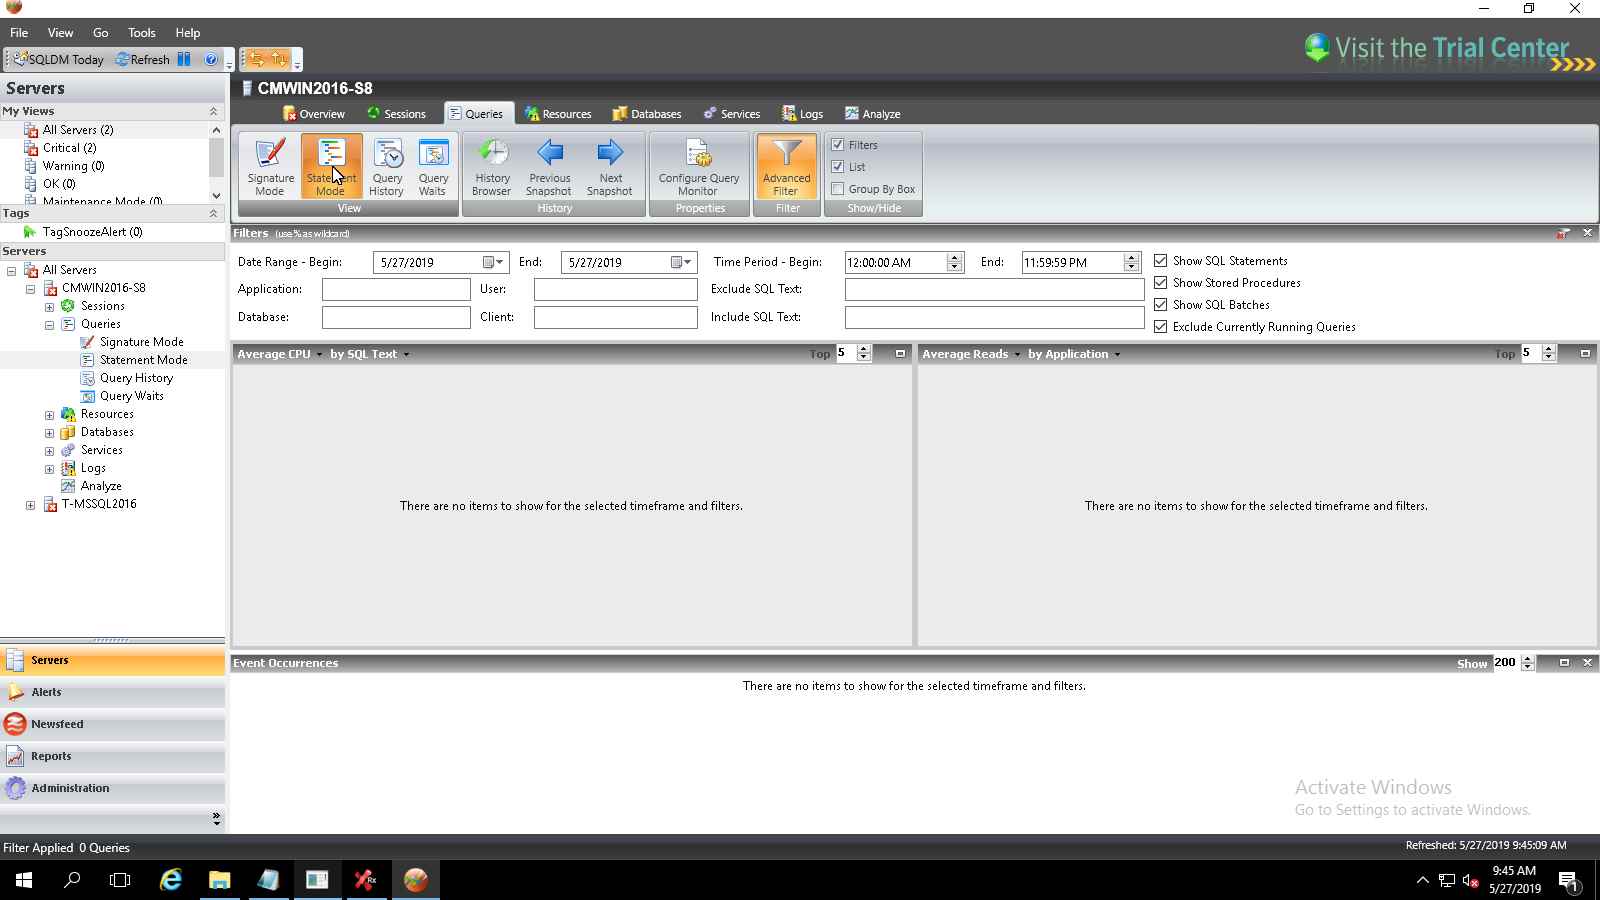 File View Go Tools Help
SQLDM Today Refresh
Visit the Trial Center
Servers
CMWIN2016-S8
My Views
All Servers (2)
Critical (2)
Warning (0)
OK (0)
Maintenance Mode (0)
Tags
TagSnoozeAlert (0)
Servers
All Servers
CMWIN2016-S8
Sessions
Queries
Signature Mode
Statement Mode
Query History
Query Waits
Resources
Databases
Services
Logs
Analyze
T-MSSQL2016
Servers
Alerts
Newsfeed
Reports
Administration
Overview Sessions Queries Resources Databases Services Logs Analyze
Signature Mode
Statement Mode
Query History
Query Waits
View
History Browser
Previous Snapshot
Next Snapshot
History
Configure Query Monitor
Properties
Advanced Filter
Filter
Filters
List
Group By Box
Show/Hide
Filters (use % as wildcard)
Date Range - Begin: 5/27/2019 End: 5/27/2019 Time Period - Begin: 12:00:00 AM End: 11:59:59 PM Show SQL Statements
Application: User: Exclude SQL Text: Show Stored Procedures
Database: Client: Include SQL Text: Show SQL Batches
Exclude Currently Running Queries
Average CPU by SQL Text Top 5
Average Reads by Application Top 5
There are no items to show for the selected timeframe and filters.
There are no items to show for the selected timeframe and filters.
Event Occurrences Show 200
There are no items to show for the selected timeframe and filters.
Activate Windows
Go to Settings to activate Windows.
Filter Applied 0 Queries
Refreshed: 5/27/2019 9:45:09 AM
Rx
9:45 AM
5/27/2019
1